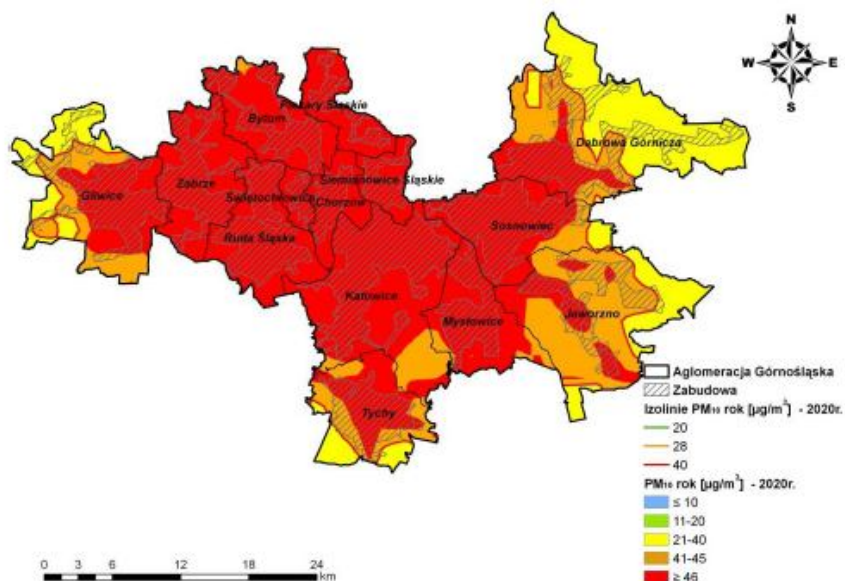 N
W E
S
Piekary Śląskie
Bytom
Dąbrowa Górnicza
Siemianowice Śląskie
Zabrze
Gliwice
Świętochłowice
Chorzów
Sosnowiec
Ruda Śląska
Katowice
Mysłowice
Jaworzno
Tychy
Aglomeracja Górnośląska
Zabudowa
Izolinie PM₁₀ rok [µg/m³] - 2020r.
20
28
40
PM₁₀ rok [µg/m³] - 2020r.
≤ 10
11-20
21-40
41-45
≥ 46
0 3 6 12 18 24
km